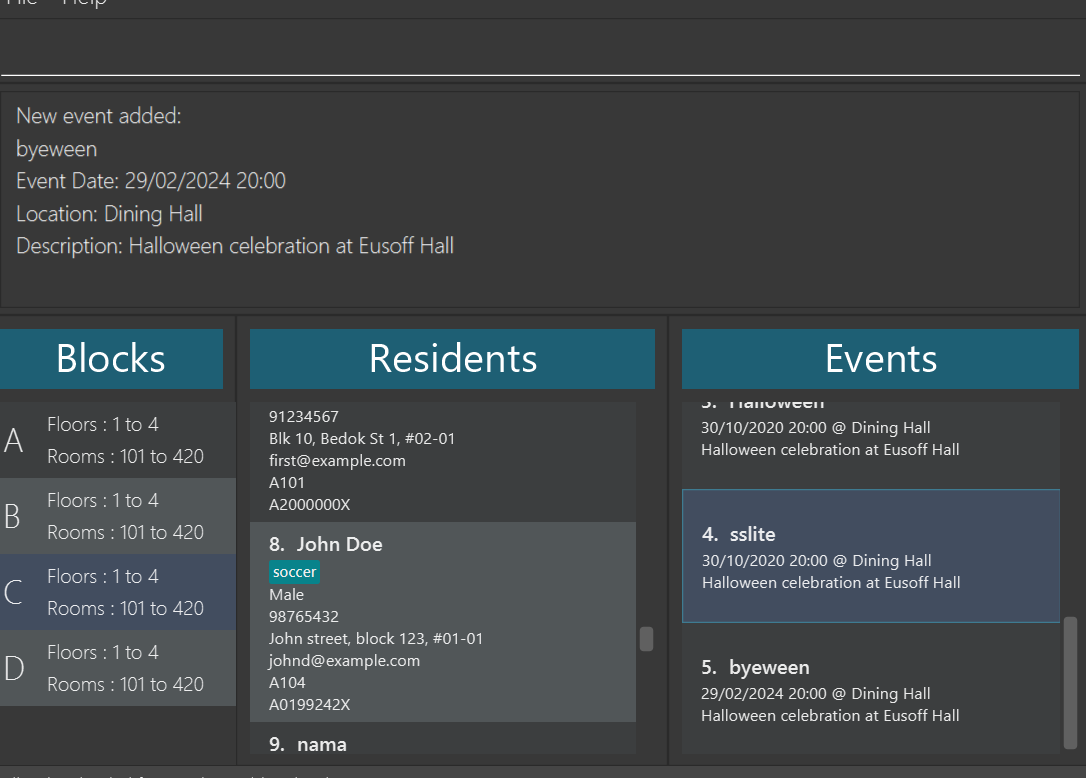 File Help
New event added:
byeween
Event Date: 29/02/2024 20:00
Location: Dining Hall
Description: Halloween celebration at Eusoff Hall
Blocks
A
Floors : 1 to 4
Rooms : 101 to 420
B
Floors : 1 to 4
Rooms : 101 to 420
C
Floors : 1 to 4
Rooms : 101 to 420
D
Floors : 1 to 4
Rooms : 101 to 420
Residents
91234567
Blk 10, Bedok St 1, #02-01
first@example.com
A101
A2000000X
8. John Doe
soccer
Male
98765432
John street, block 123, #01-01
johnd@example.com
A104
A0199242X
9. nama
Events
3. Halloween
30/10/2020 20:00 @ Dining Hall
Halloween celebration at Eusoff Hall
4. sslite
30/10/2020 20:00 @ Dining Hall
Halloween celebration at Eusoff Hall
5. byeween
29/02/2024 20:00 @ Dining Hall
Halloween celebration at Eusoff Hall